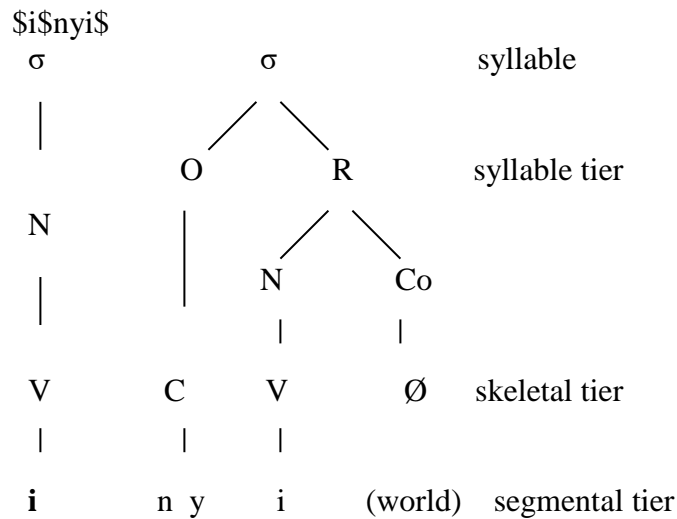 $i$nyi$
σ σ syllable
O R syllable tier
N
N Co
V C V Ø skeletal tier
i n y i (world) segmental tier